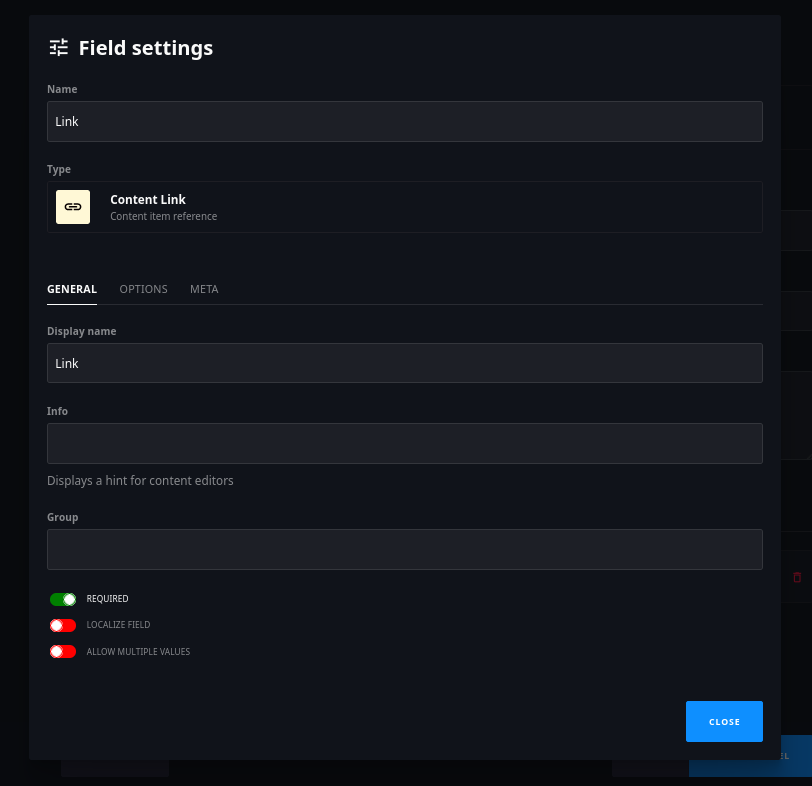 Field settings
Name
Link
Type
Content Link
Content item reference
GENERAL OPTIONS META
Display name
Link
Info
Displays a hint for content editors
Group
REQUIRED
LOCALIZE FIELD
ALLOW MULTIPLE VALUES
CLOSE